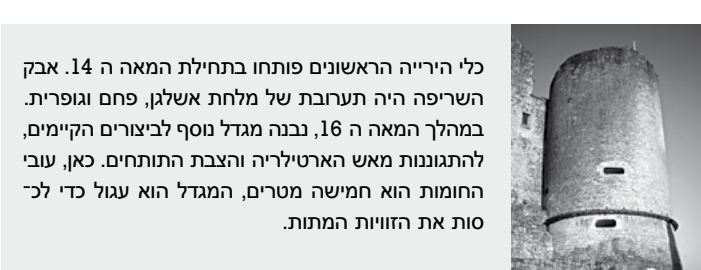 כלי הירייה הראשונים פותחו בתחילת המאה ה 14. אבק
השריפה היה תערובת של מלחת אשלגן, פחם וגופרית.
במהלך המאה ה 16, נבנה מגדל נוסף לביצורים הקיימים,
להתגוננות מאש הארטילריה והצבת התותחים. כאן, עובי
החומות הוא חמישה מטרים, המגדל הוא עגול כדי לכ־
סות את הזוויות המתות.